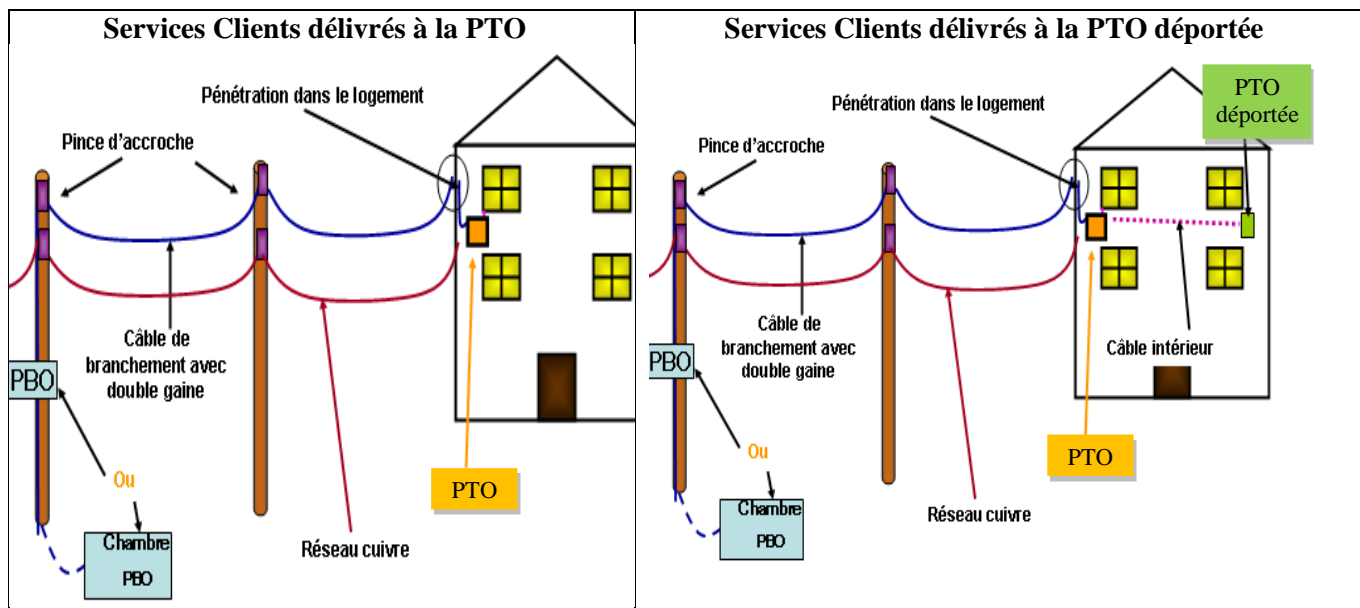 Services Clients délivrés à la PTO
Pénétration dans le logement
Pince d'accroche
Câble de
branchement avec
double gaine
PBO
Ou
PTO
Chambre
PBO
Réseau cuivre
Services Clients délivrés à la PTO déportée
PTO
déportée
Pénétration dans le logement
Pince d'accroche
Câble de
branchement avec
double gaine
Câble intérieur
PBO
Ou
PTO
Chambre
PBO
Réseau cuivre